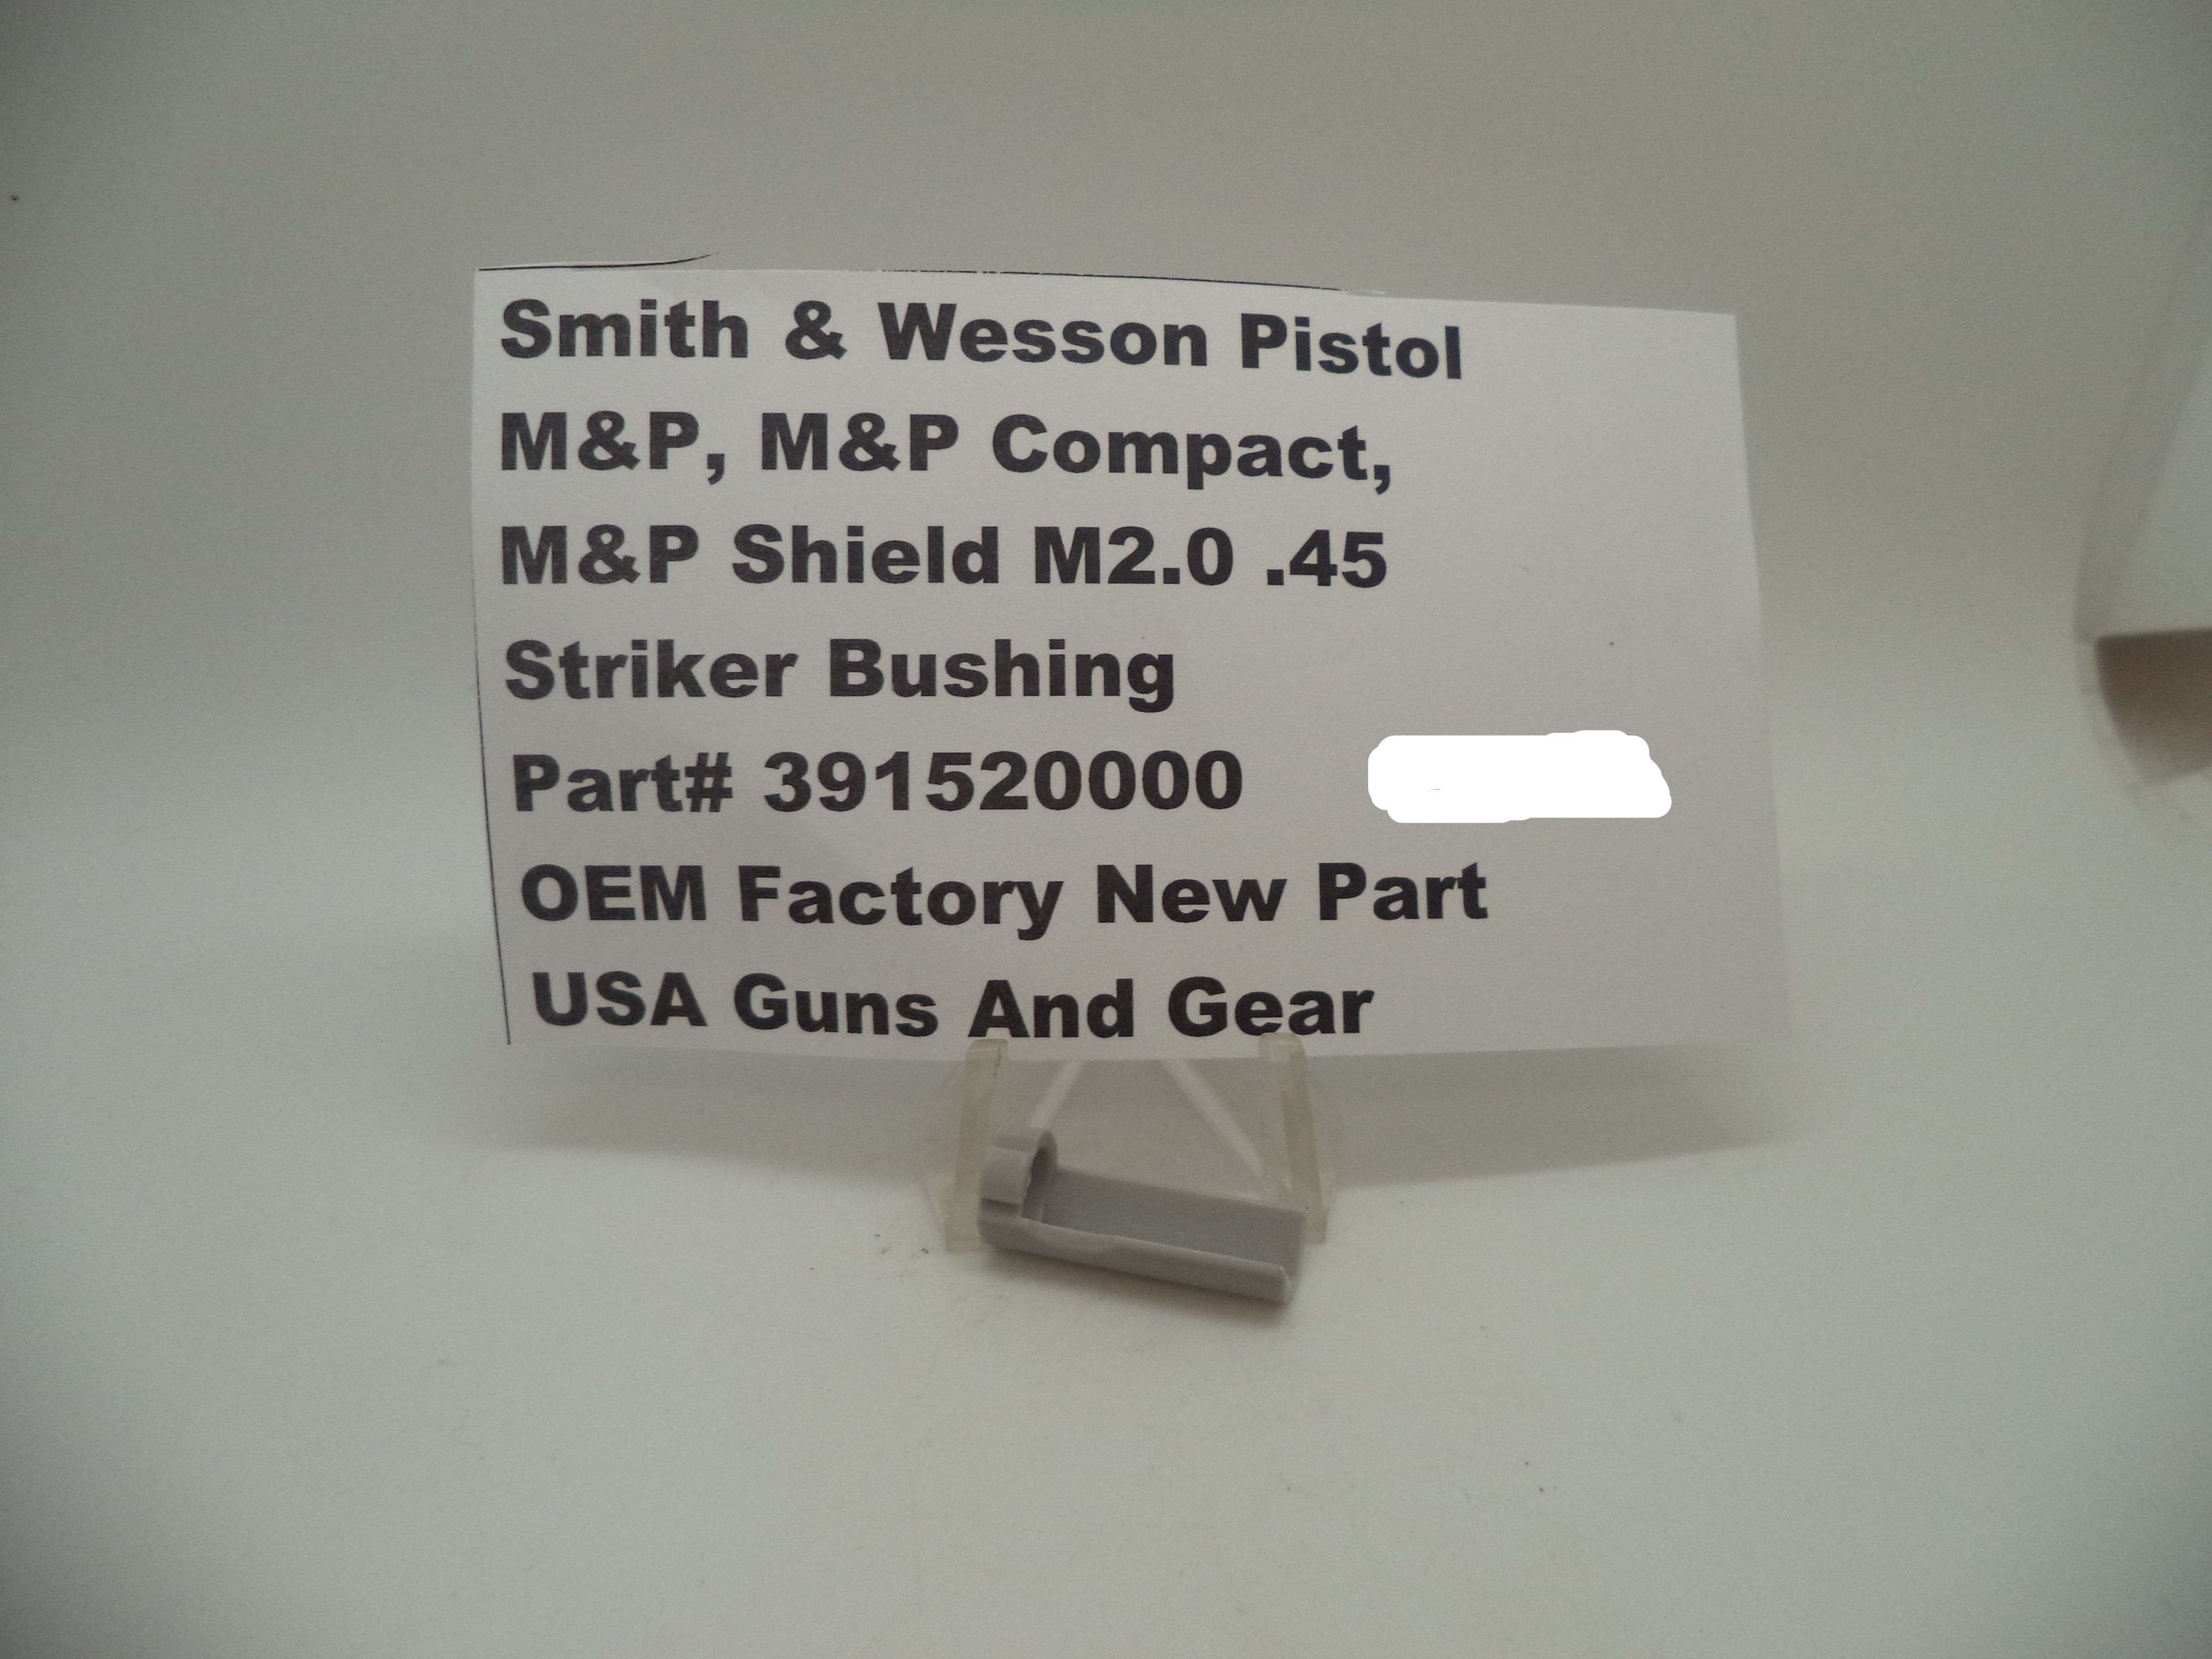 Smith & Wesson Pistol
M&P, M&P Compact,
M&P Shield M2.0 .45
Striker Bushing
Part# 391520000
OEM Factory New Part
USA Guns And Gear